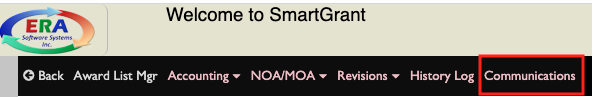 Welcome to SmartGrant
ERA
Software Systems
Inc.
Back Award List Mgr Accounting NOA/MOA Revisions History Log Communications